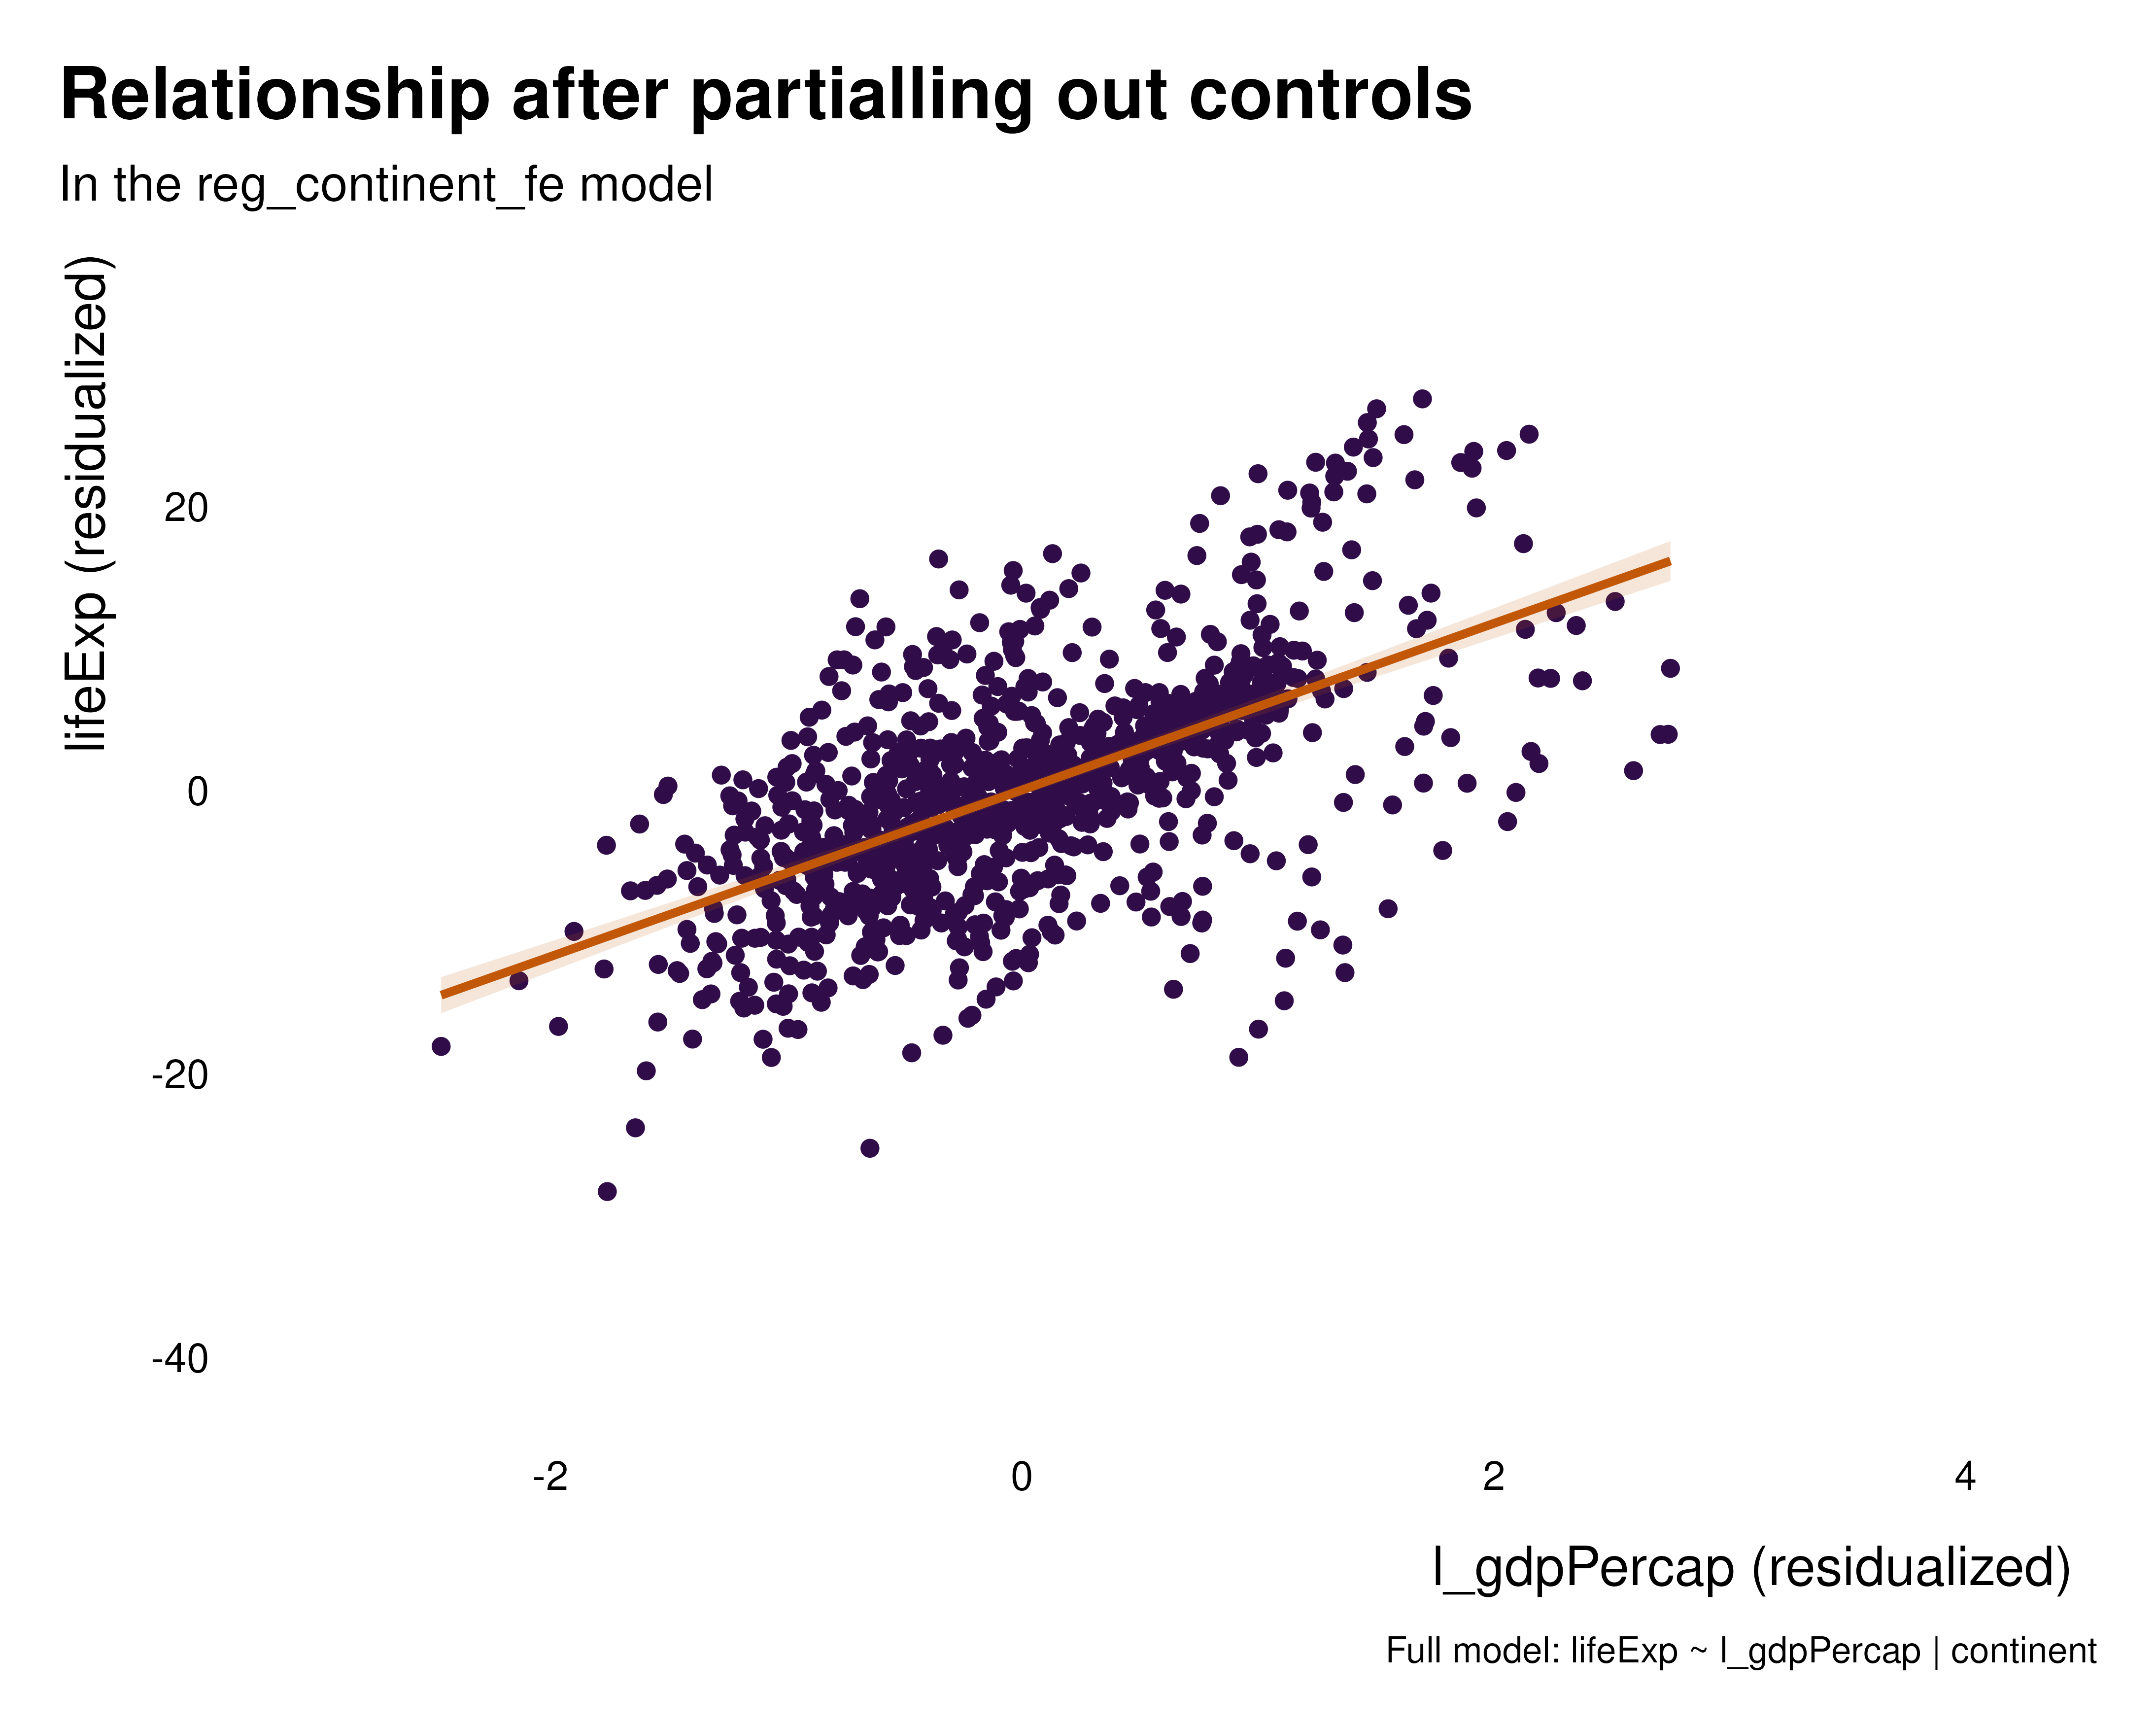 Relationship after partialling out controls
In the reg_continent_fe model
lifeExp (residualized)
20
0
-20
-40
-2 0 2 4
l_gdpPercap (residualized)
Full model: lifeExp ~ l_gdpPercap | continent